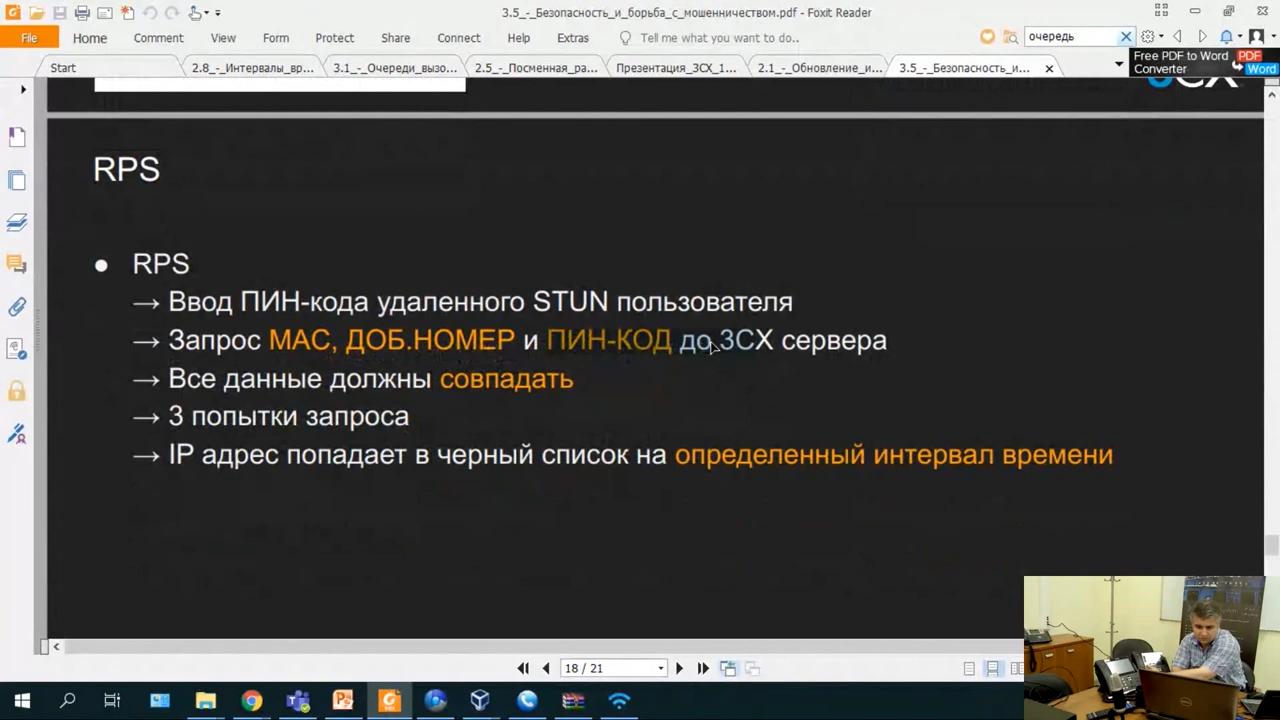 3.5_-_Безопасность_и_борьба_с_мошенничеством.pdf - Foxit Reader
File Home Comment View Form Protect Share Connect Help Extras Tell me what you want to do.. очередь
Start 2.8_-_Интервалы_вр... 3.1_-_Очереди_вызо... 2.5_-_Посменная_ра... Презентация_3CX_1... 2.1_-_Обновление_и... 3.5_-_Безопасность_и...
Free PDF to Word PDF
Converter Word
3CX
RPS
● RPS
→ Ввод ПИН-кода удаленного STUN пользователя
→ Запрос MAC, ДОБ.НОМЕР и ПИН-КОД до 3CX сервера
→ Все данные должны совпадать
→ 3 попытки запроса
→ IP адрес попадает в черный список на определенный интервал времени
18 / 21